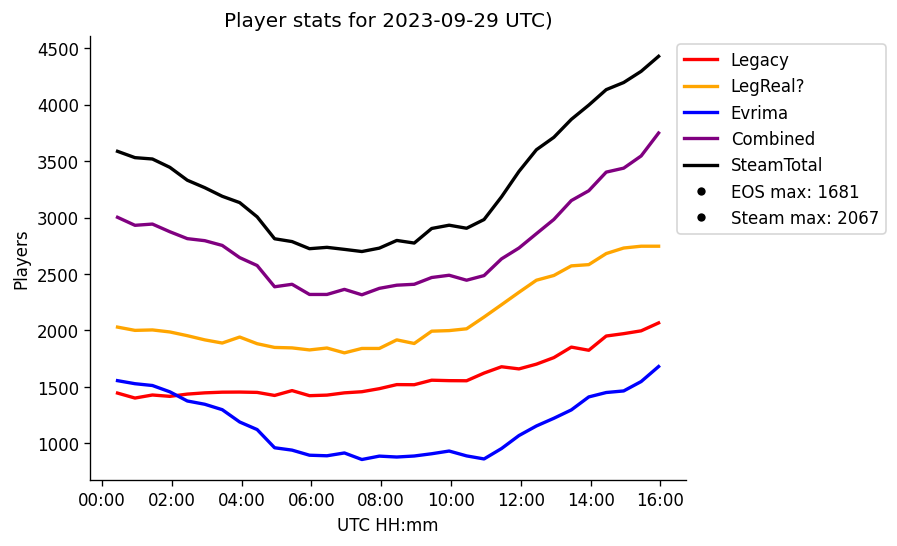 Player stats for 2023-09-29 UTC)
4500
4000
3500
3000
2500
2000
1500
1000
Players
00:00 02:00 04:00 06:00 08:00 10:00 12:00 14:00 16:00
UTC HH:mm
Legacy
LegReal?
Evrima
Combined
SteamTotal
EOS max: 1681
Steam max: 2067